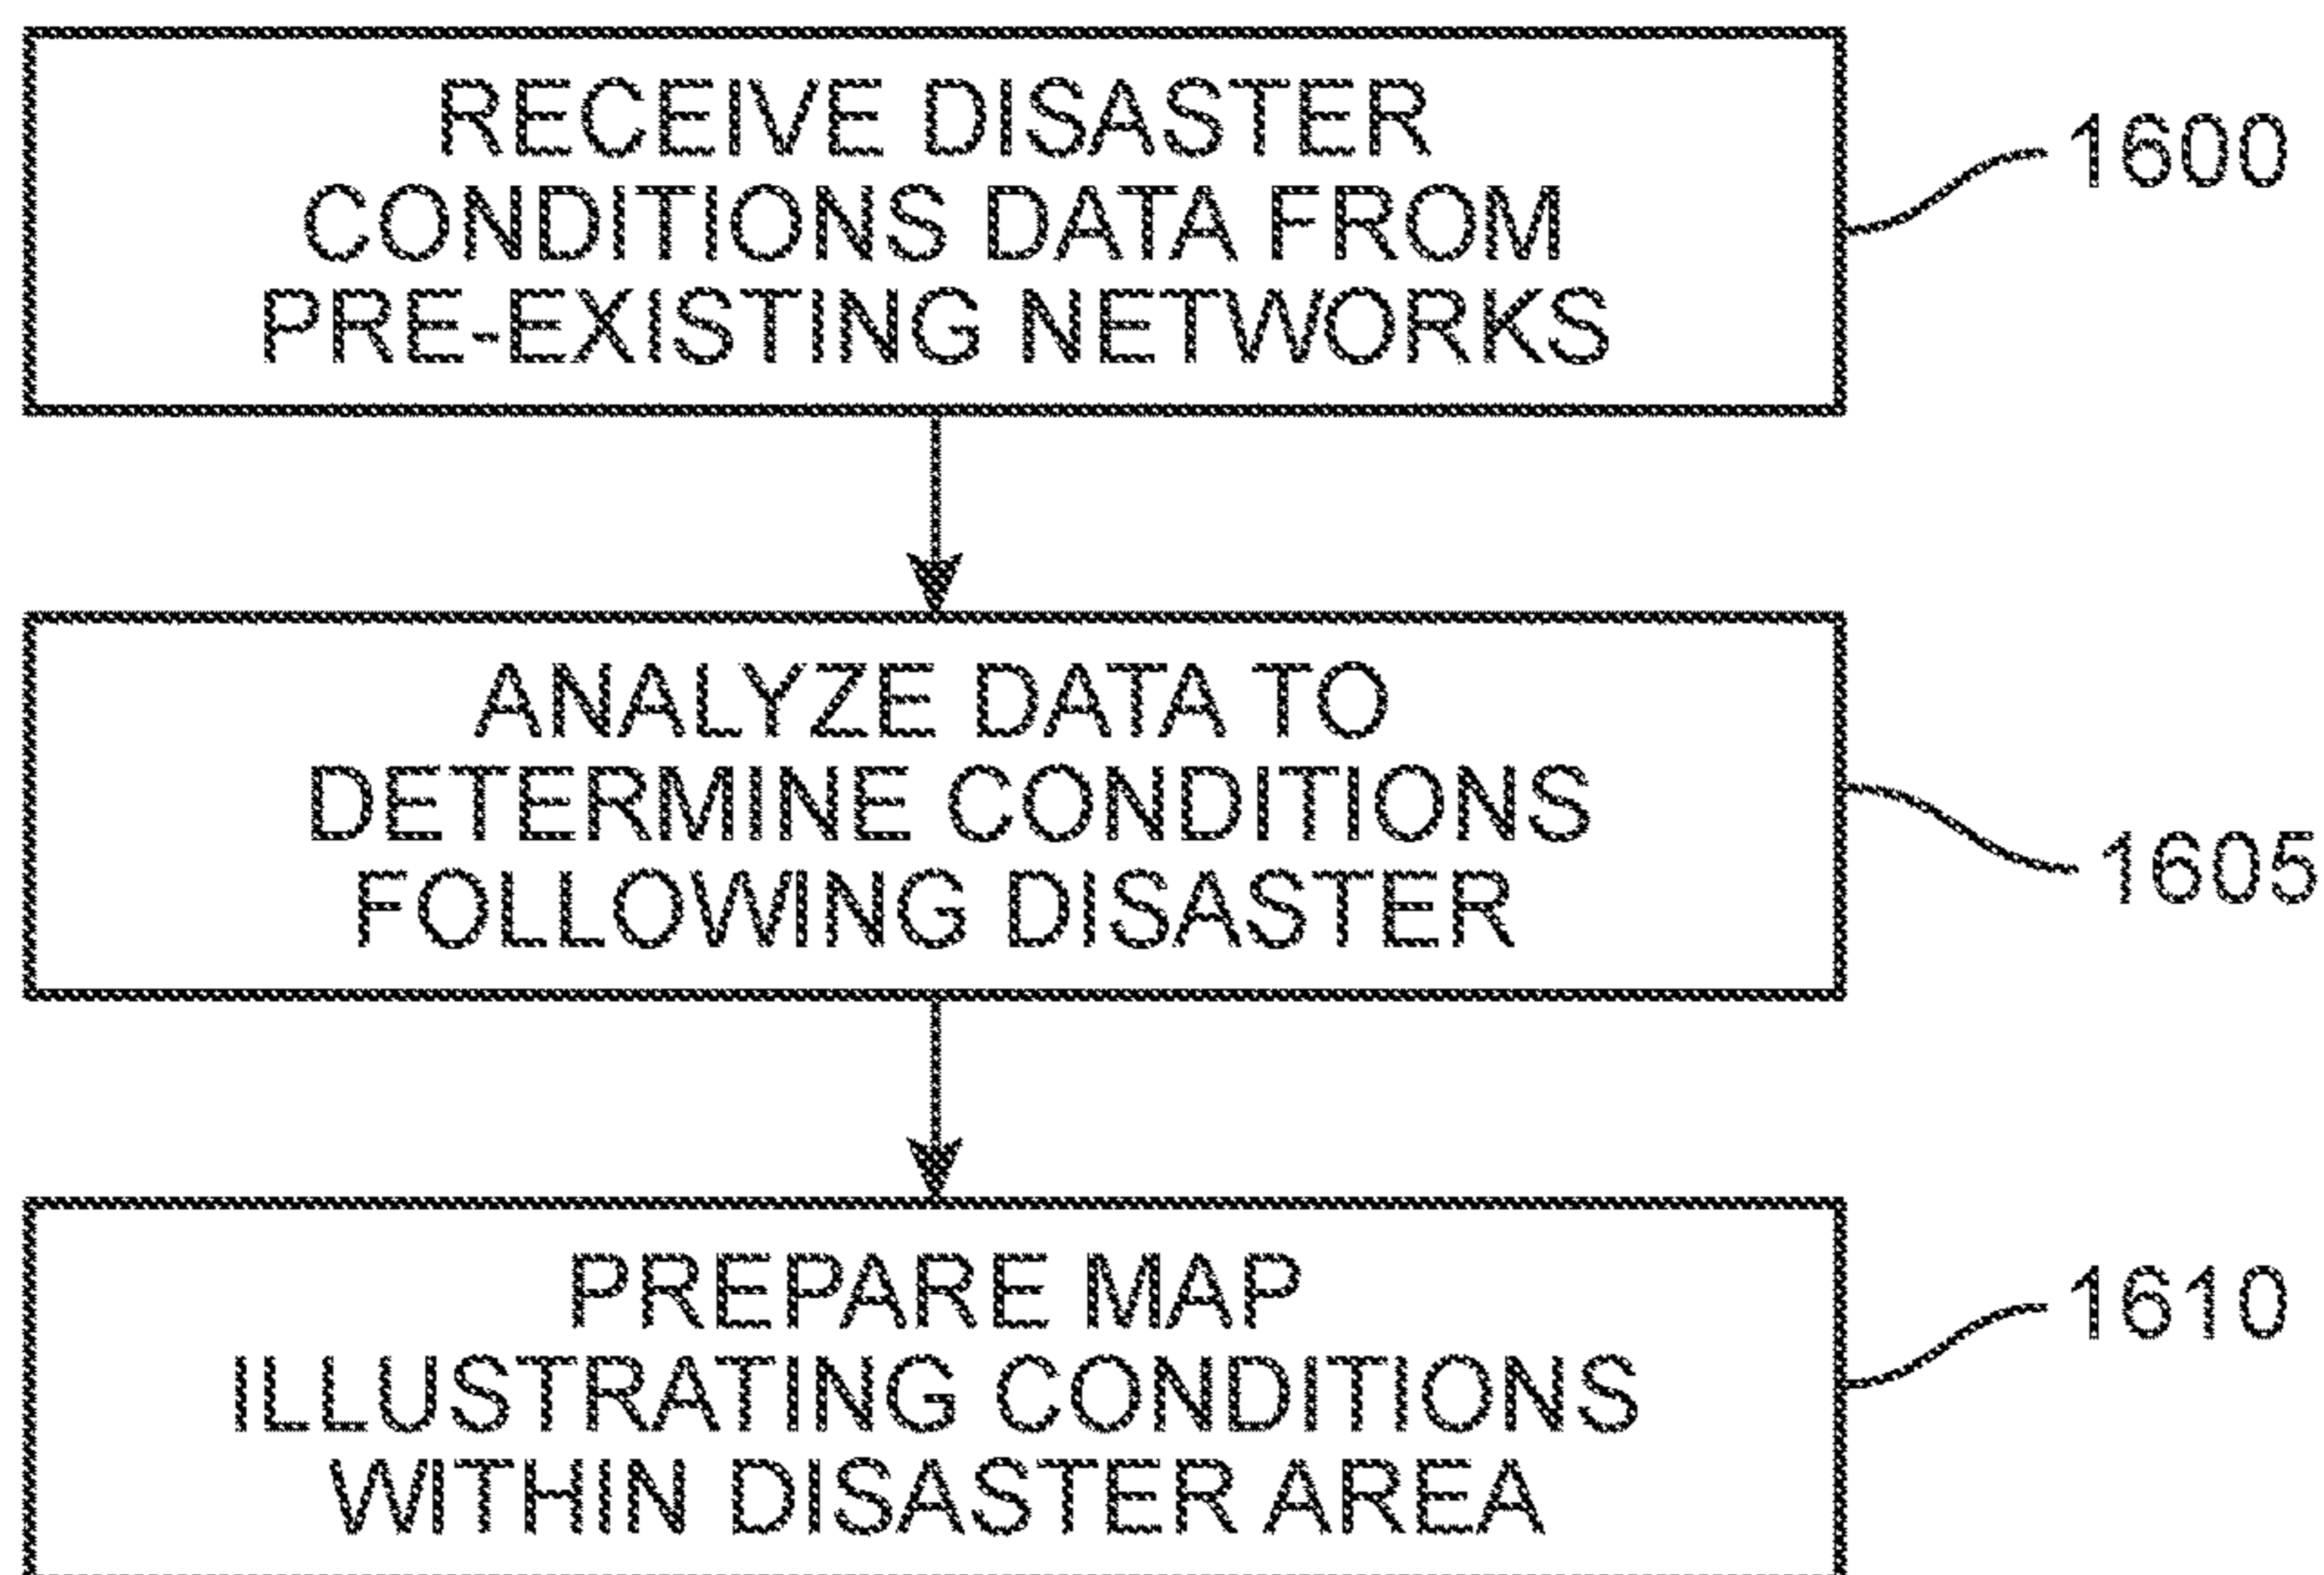 RECEIVE DISASTER
CONDITIONS DATA FROM
PRE-EXISTING NETWORKS
1600
ANALYZE DATA TO
DETERMINE CONDITIONS
FOLLOWING DISASTER
1605
PREPARE MAP
ILLUSTRATING CONDITIONS
WITHIN DISASTER AREA
1610